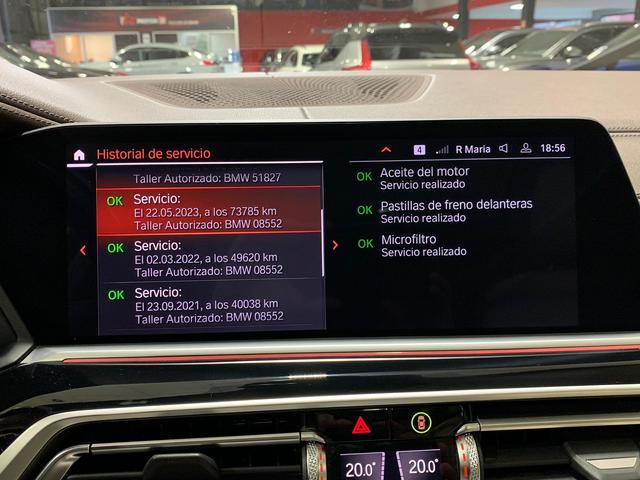 Historial de servicio
4
R Maria
18:56
Taller Autorizado: BMW 51827
OK Servicio:
El 22.05.2023, a los 73785 km
Taller Autorizado: BMW 08552
OK Servicio:
El 02.03.2022, a los 49620 km
Taller Autorizado: BMW 08552
OK Servicio:
El 23.09.2021, a los 40038 km
Taller Autorizado: BMW 08552
OK Aceite del motor
Servicio realizado
OK Pastillas de freno delanteras
Servicio realizado
OK Microfiltro
Servicio realizado
20.0°
20.0°